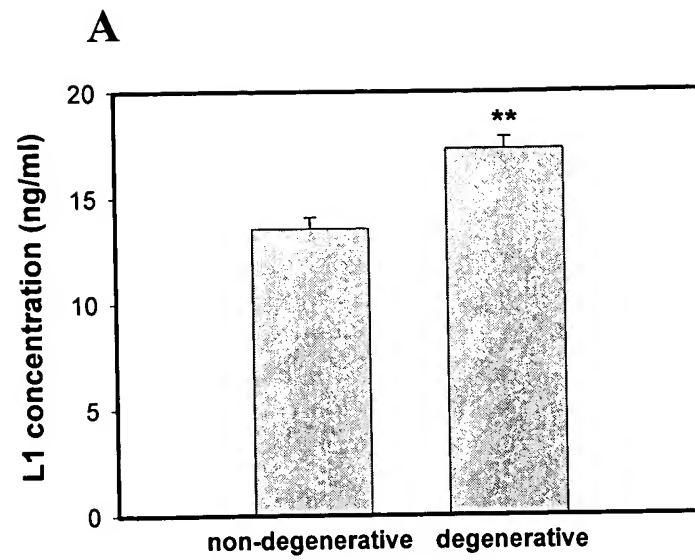 A
L1 concentration (ng/ml)
20
15
10
5
0
**
non-degenerative degenerative